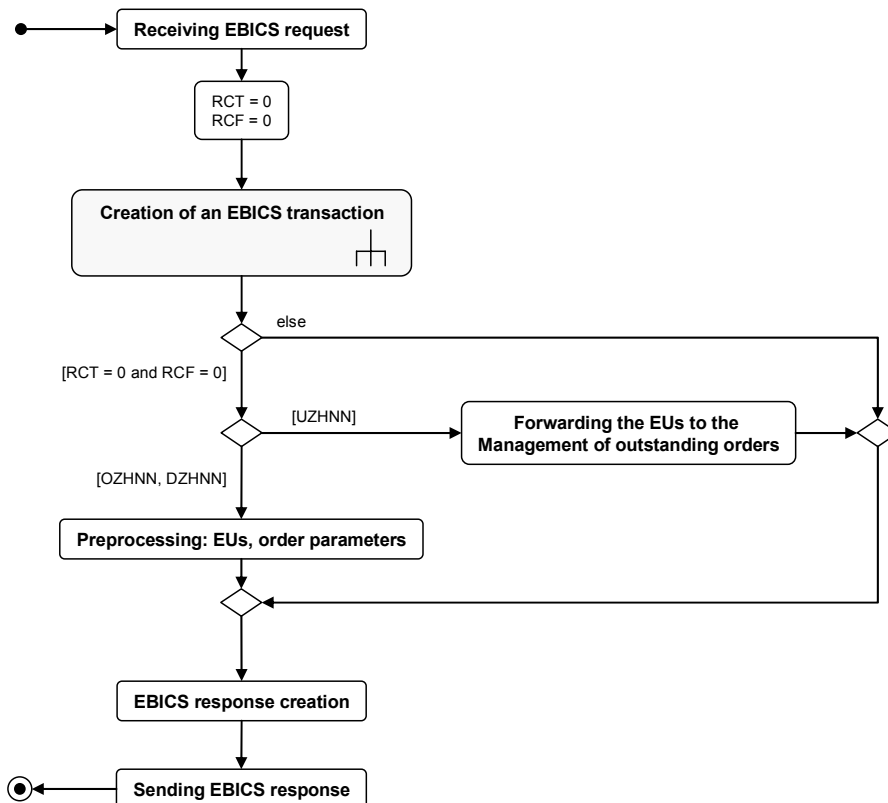 Receiving EBICS request
RCT = 0
RCF = 0
Creation of an EBICS transaction
else
[RCT = 0 and RCF = 0]
[UZHNN]
Forwarding the EUs to the
Management of outstanding orders
[OZHNN, DZHNN]
Preprocessing: EUs, order parameters
EBICS response creation
Sending EBICS response